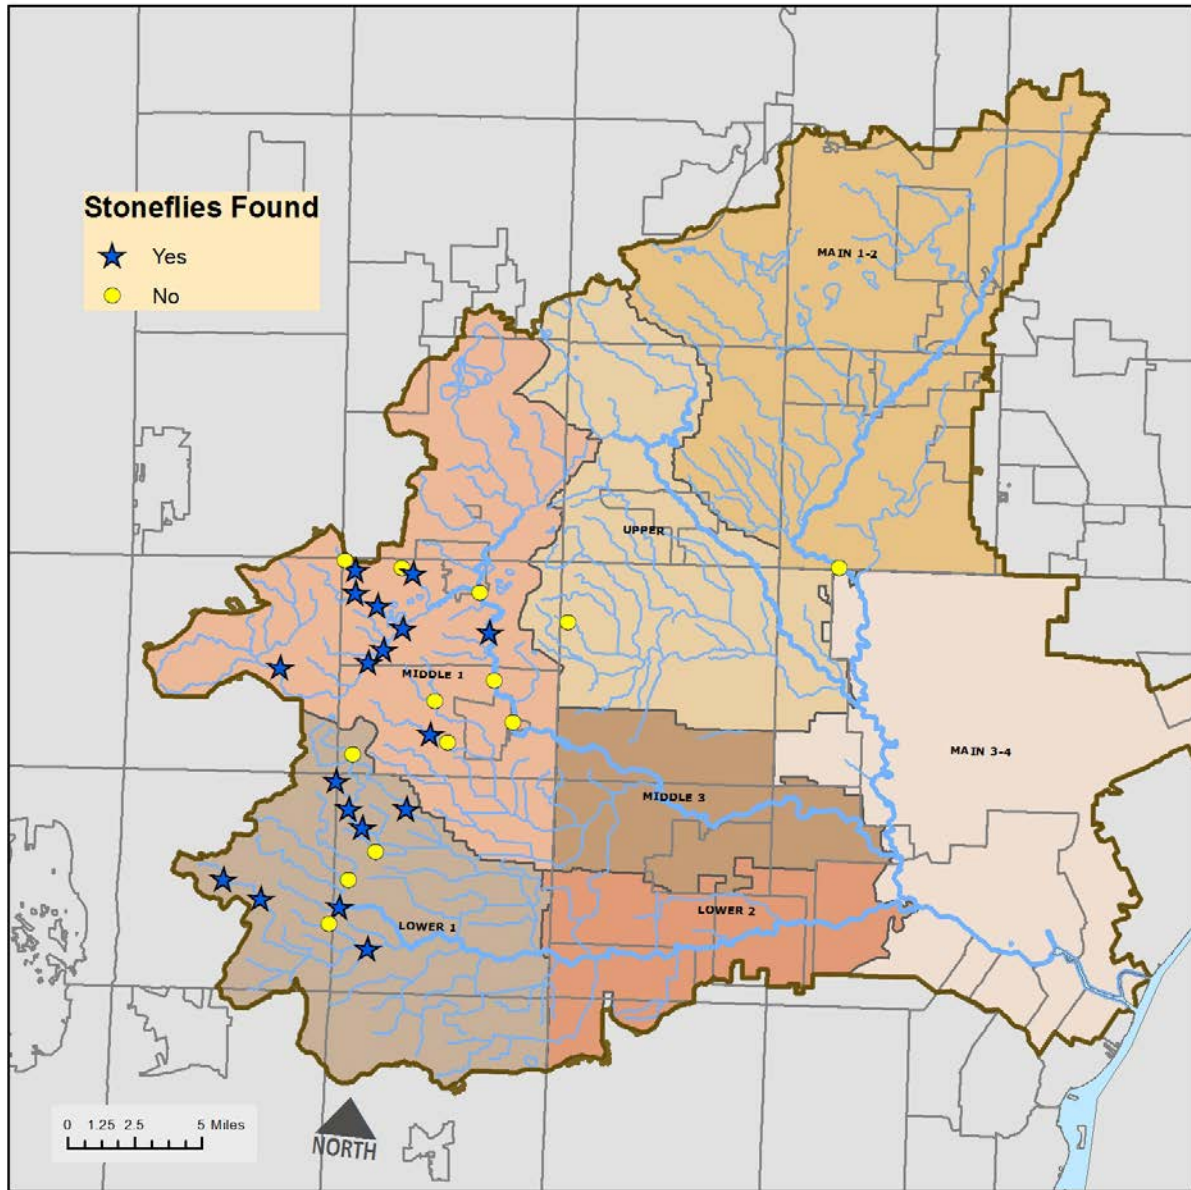 Stoneflies Found
Yes
No
MAIN 1-2
UPPER
MIDDLE 1
MAIN 3-4
MIDDLE 3
LOWER 2
LOWER 1
0 1.25 2.5 5 Miles
NORTH